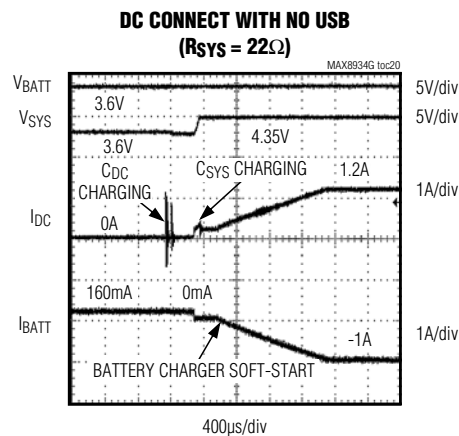 DC CONNECT WITH NO USB
(RSYS = 22Ω)
MAX8934G toc20
VBATT
3.6V
5V/div
VSYS
3.6V
4.35V
5V/div
CDC
CHARGING
CSYS CHARGING
1.2A
IDC
0A
1A/div
160mA
0mA
IBATT
-1A
1A/div
BATTERY CHARGER SOFT-START
400µs/div